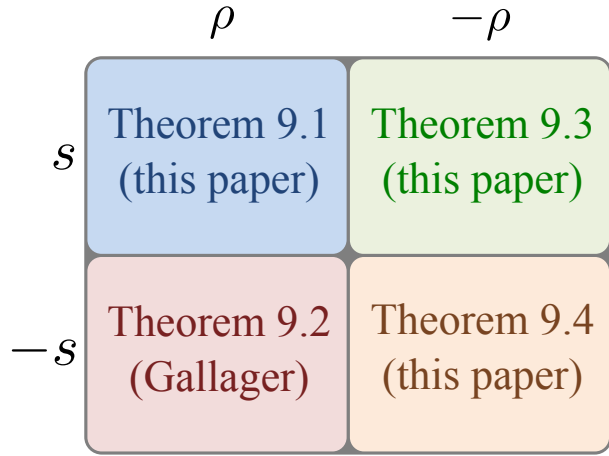 ρ −ρ
s
Theorem 9.1
(this paper)
Theorem 9.3
(this paper)
−s
Theorem 9.2
(Gallager)
Theorem 9.4
(this paper)